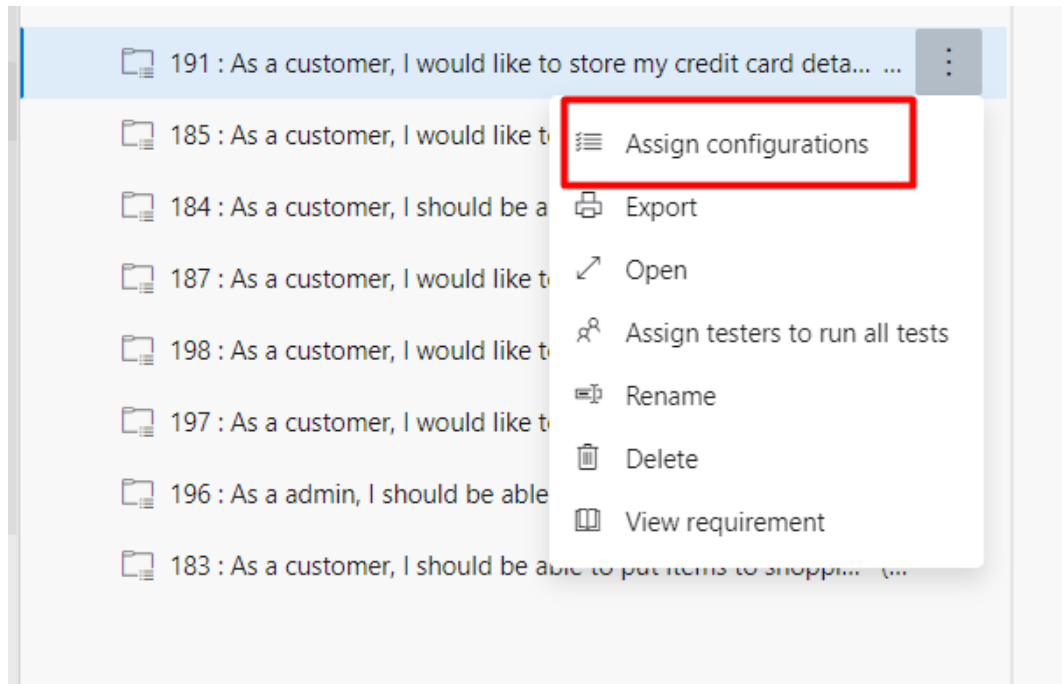 191 : As a customer, I would like to store my credit card deta... ...
185 : As a customer, I would like
Assign configurations
184 : As a customer, I should be a
Export
187 : As a customer, I would like
Open
198 : As a customer, I would like
Assign testers to run all tests
Rename
197 : As a customer, I would like
Delete
196 : As a admin, I should be able
View requirement
183 : As a customer, I should be able to put items to shoppi... (...